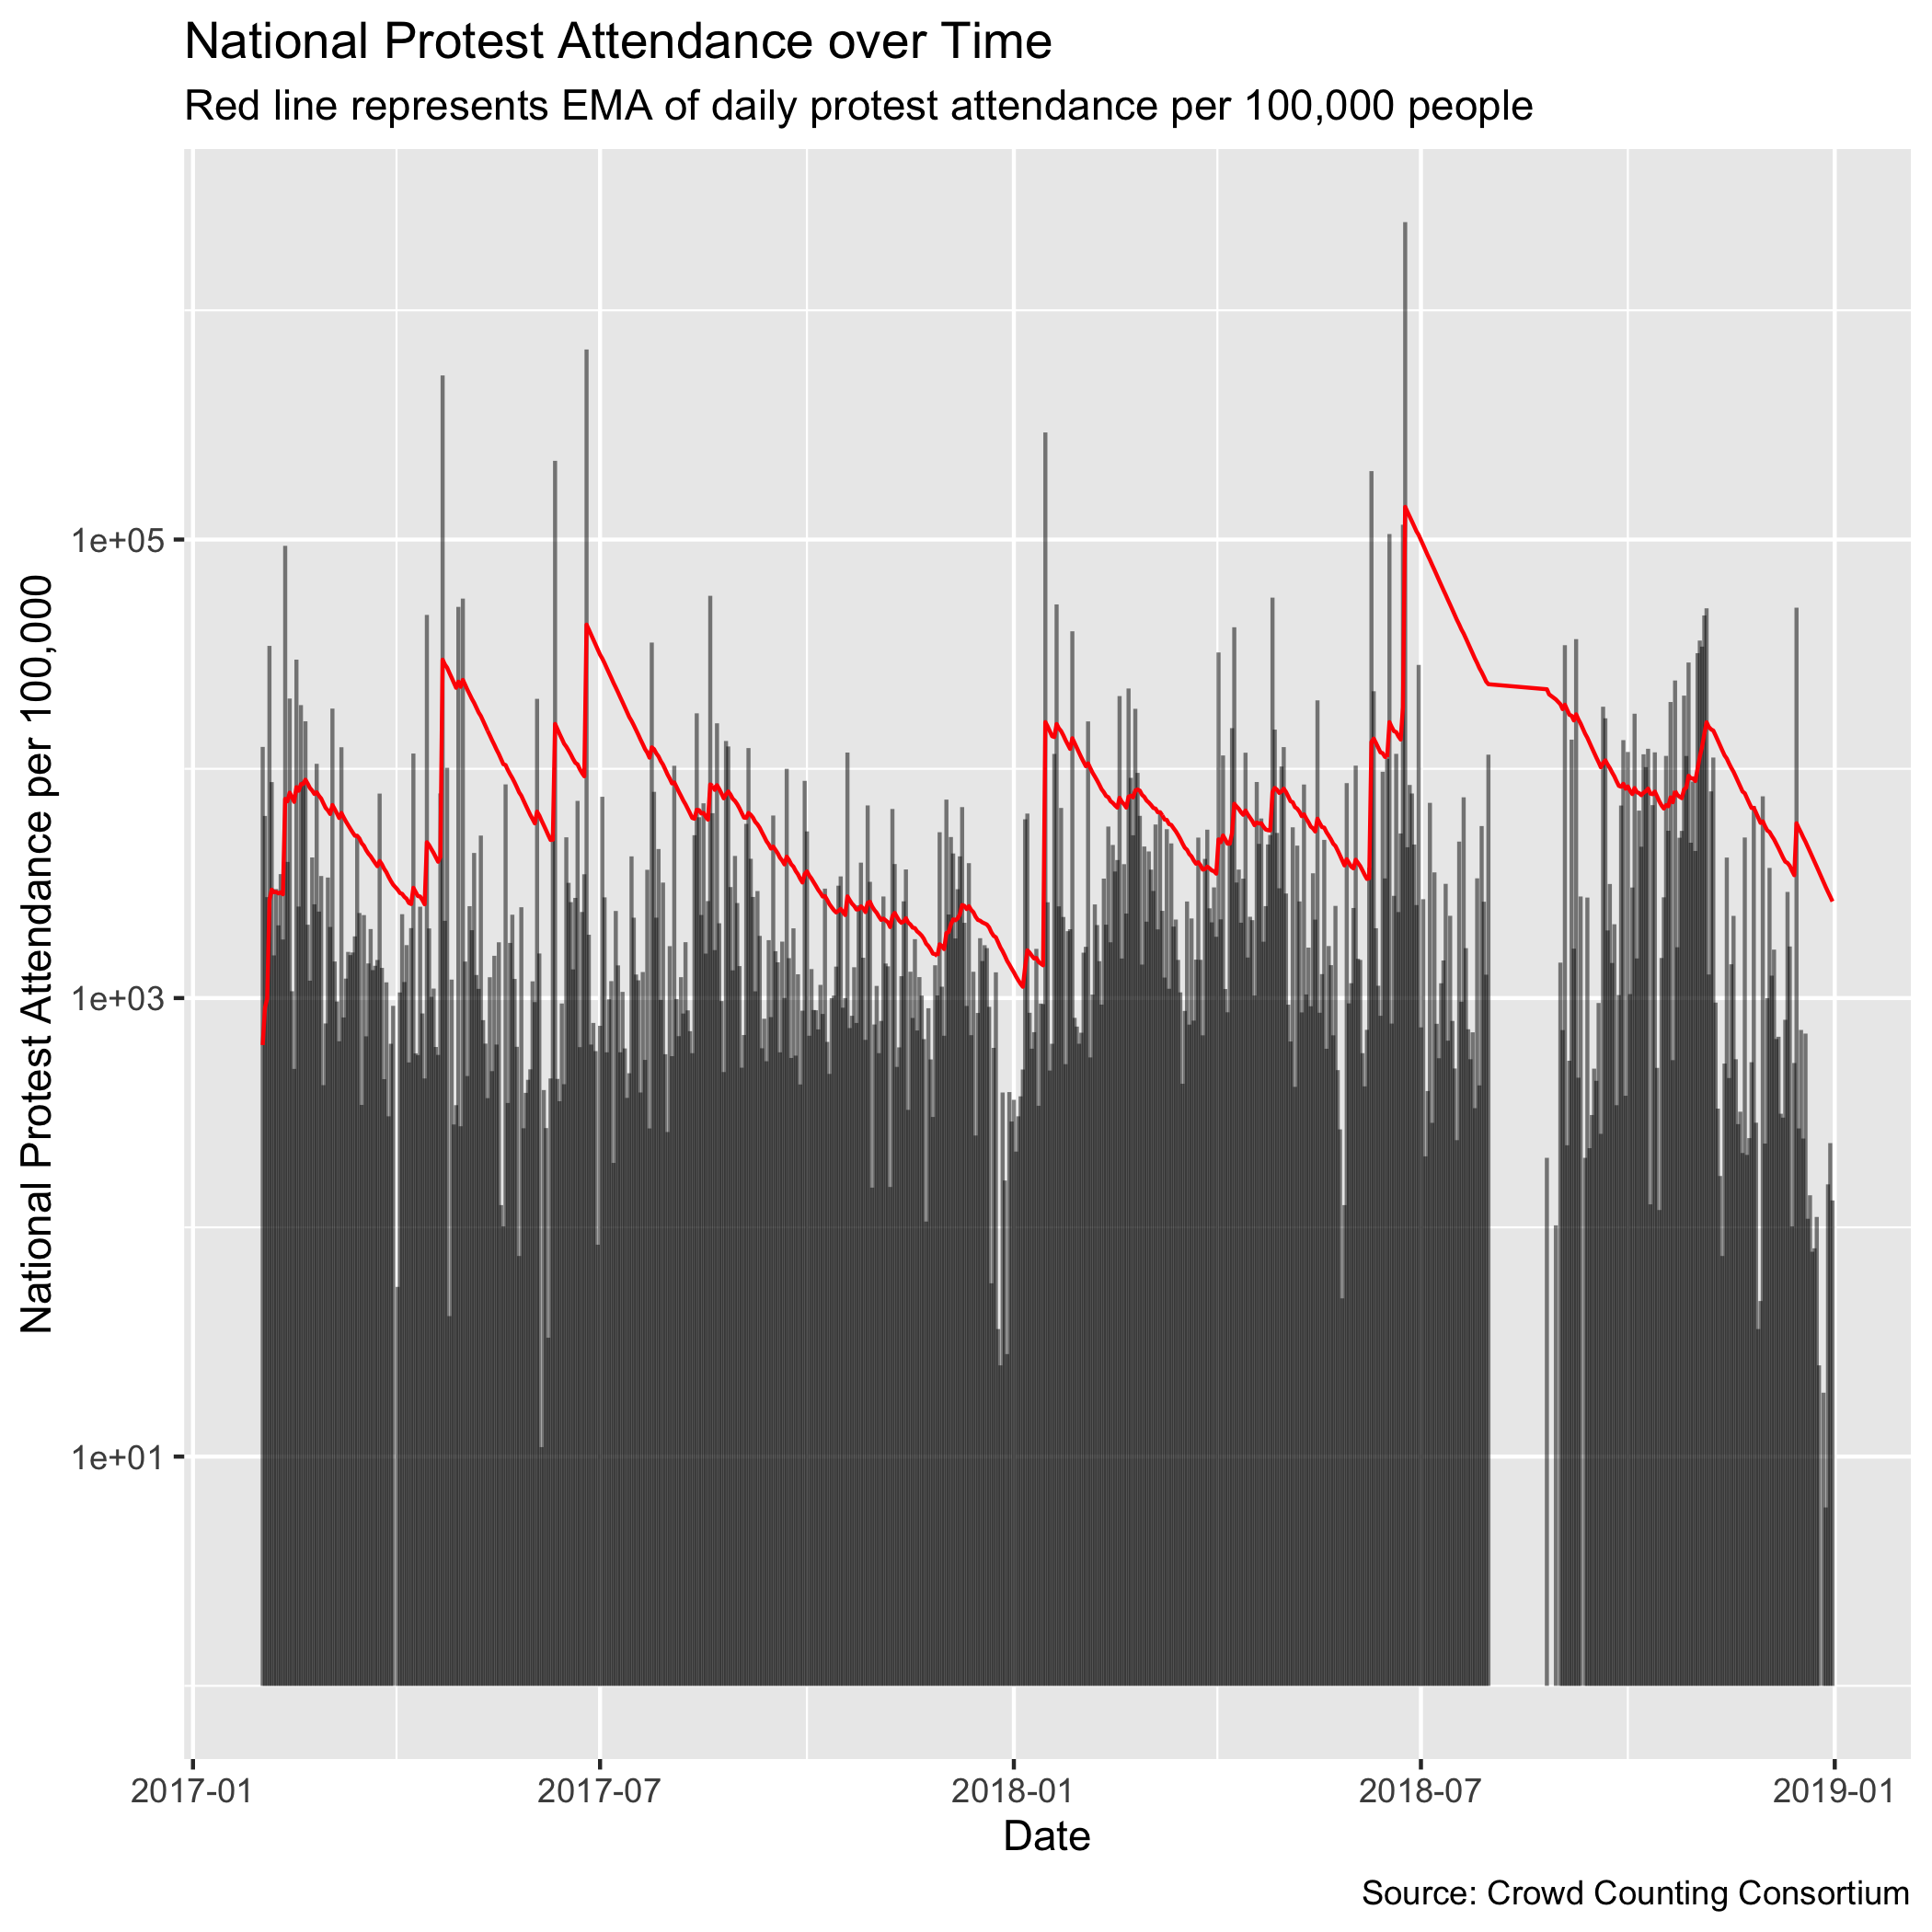 National Protest Attendance over Time
Red line represents EMA of daily protest attendance per 100,000 people
National Protest Attendance per 100,000
1e+05
1e+03
1e+01
2017-01
2017-07
2018-01
2018-07
2019-01
Date
Source: Crowd Counting Consortium